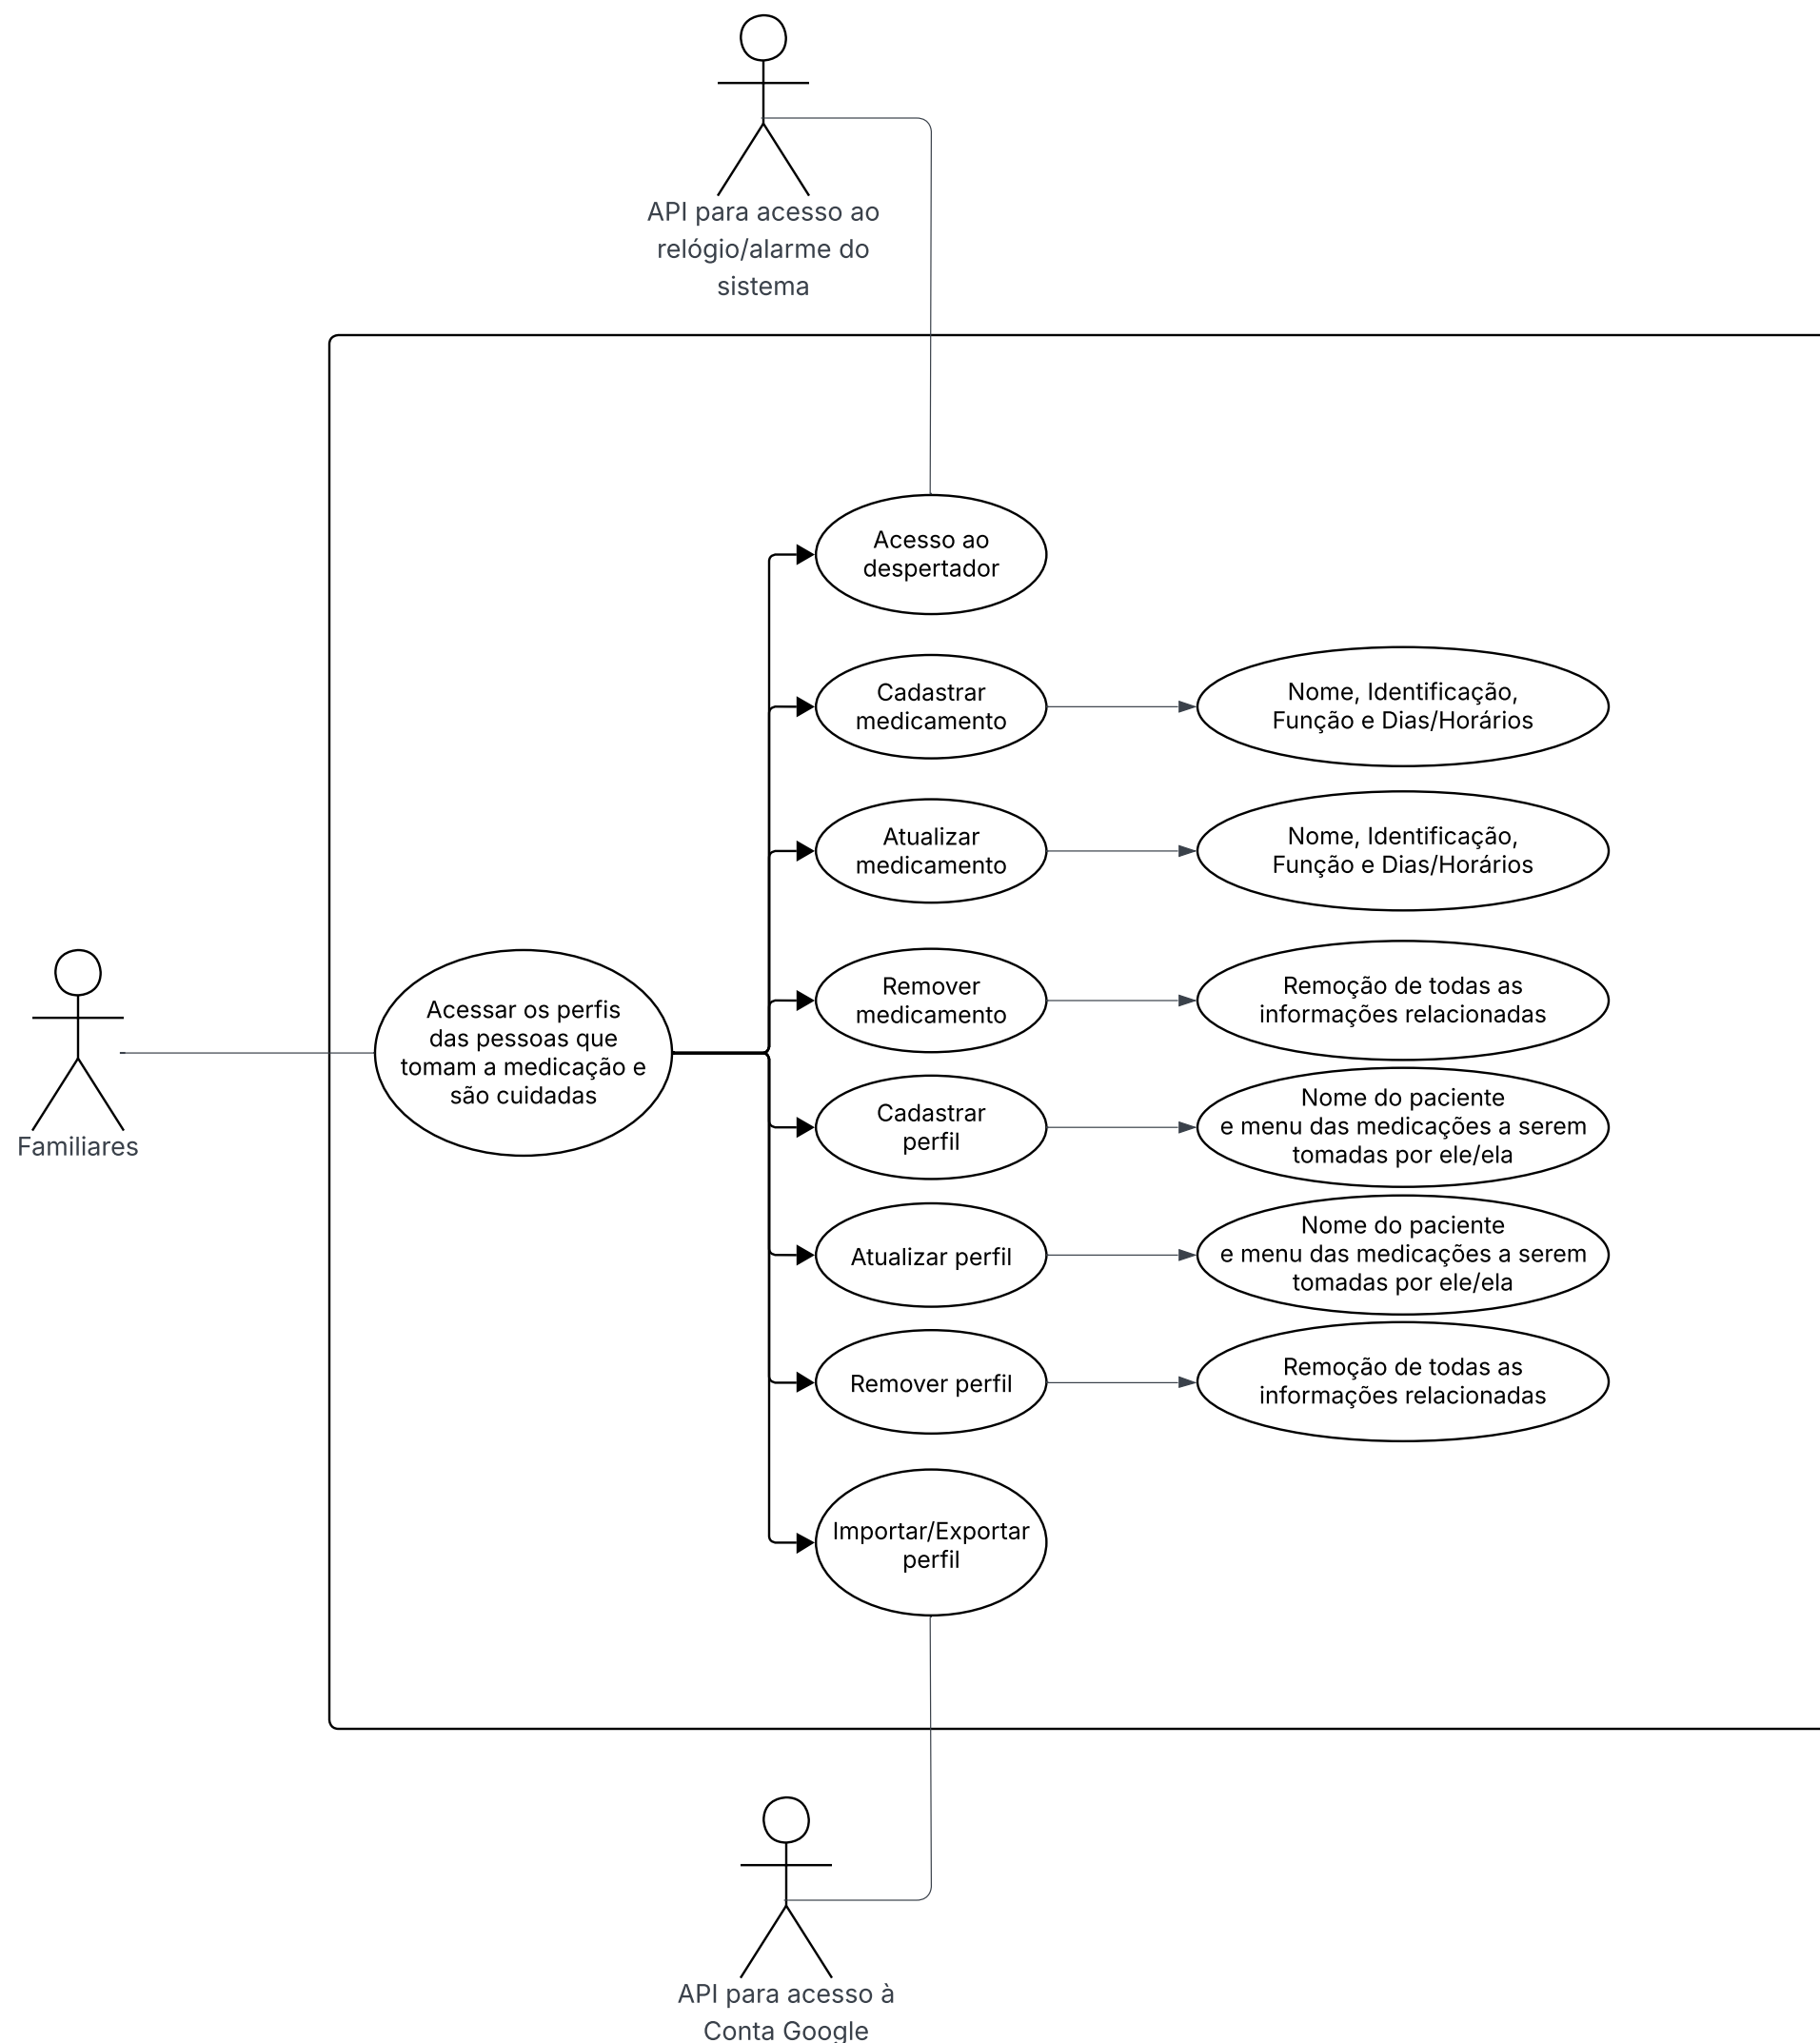 API para acesso ao
relógio/alarme do
sistema
Acesso ao
despertador
Cadastrar
medicamento
Nome, Identificação,
Função e Dias/Horários
Atualizar
medicamento
Nome, Identificação,
Função e Dias/Horários
Familiares
Acessar os perfis
das pessoas que
tomam a medicação e
são cuidadas
Remover
medicamento
Remoção de todas as
informações relacionadas
Cadastrar
perfil
Nome do paciente
e menu das medicações a serem
tomadas por ele/ela
Atualizar perfil
Nome do paciente
e menu das medicações a serem
tomadas por ele/ela
Remover perfil
Remoção de todas as
informações relacionadas
Importar/Exportar
perfil
API para acesso à
Conta Google